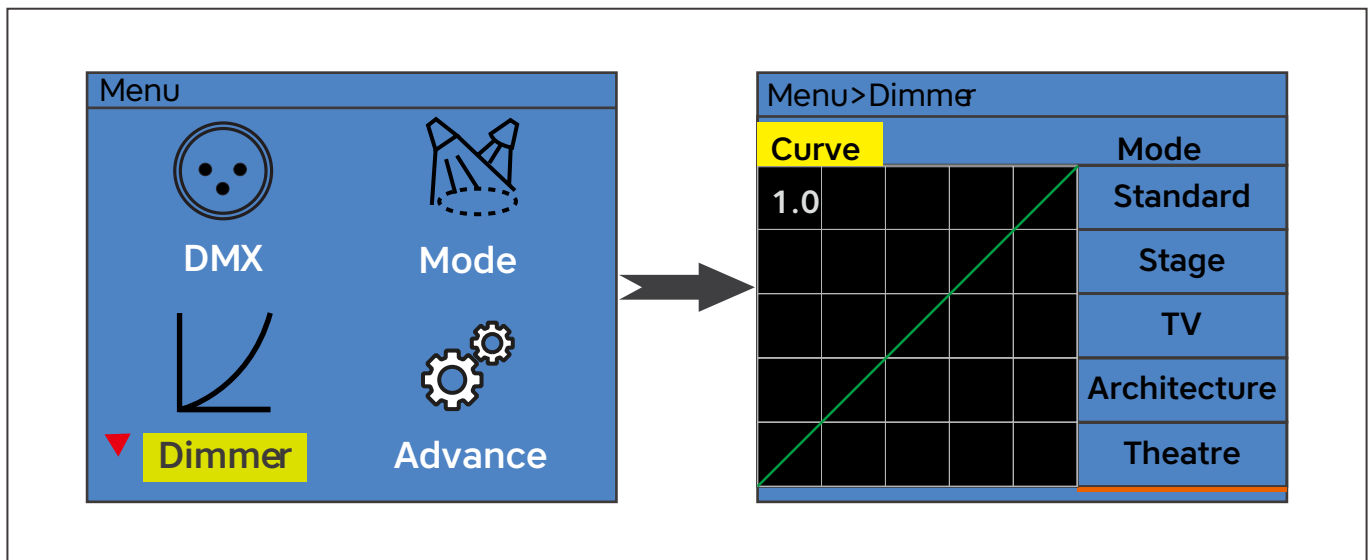 Menu
DMX
Mode
Dimmer
Advance
Menu>Dimmer
Curve
Mode
1.0
Standard
Stage
TV
Architecture
Theatre